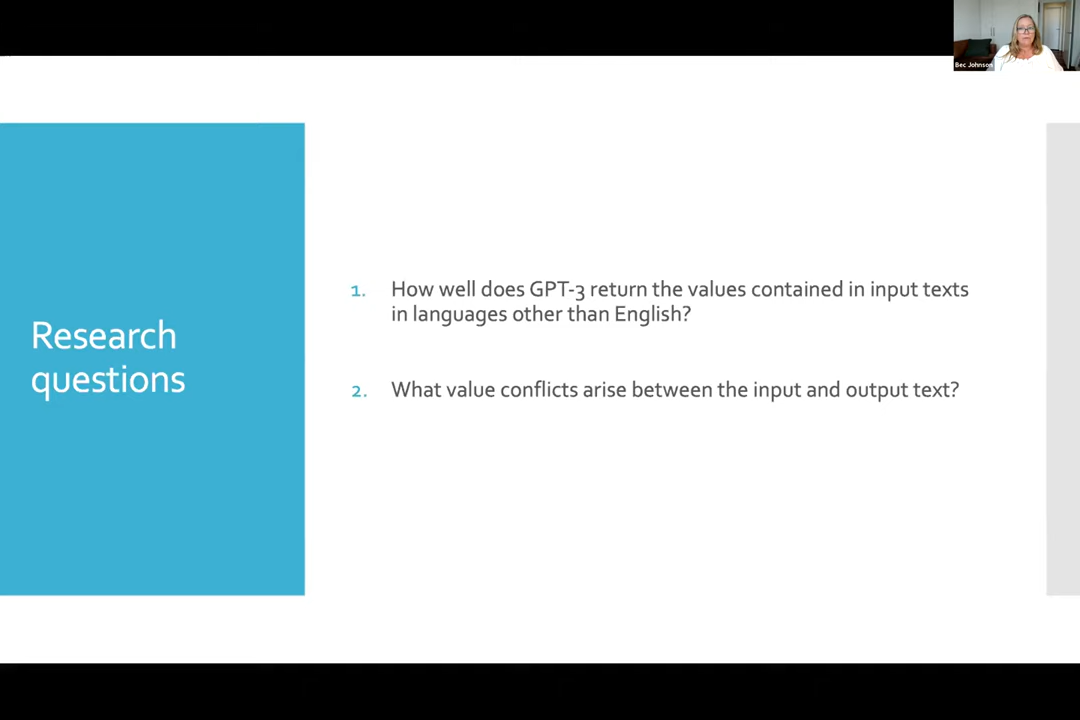 Bec Johnson
Research
questions
1. How well does GPT-3 return the values contained in input texts
in languages other than English?
2. What value conflicts arise between the input and output text?